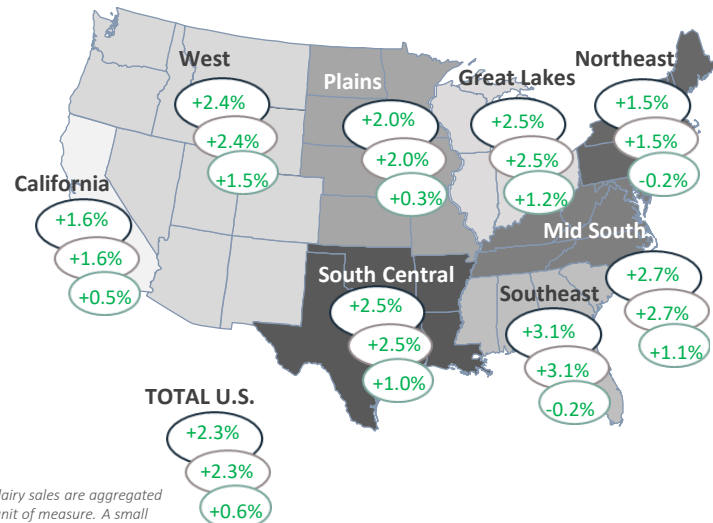 West
+2.4%
+2.4%
+1.5%
Plains
+2.0%
+2.0%
+0.3%
Great Lakes
+2.5%
+2.5%
+1.2%
Northeast
+1.5%
+1.5%
-0.2%
California
+1.6%
+1.6%
+0.5%
Mid South
+2.7%
+2.7%
+1.1%
South Central
+2.5%
+2.5%
+1.0%
Southeast
+3.1%
+3.1%
-0.2%
TOTAL U.S.
+2.3%
+2.3%
+0.6%
dairy sales are aggregated
unit of measure. A small